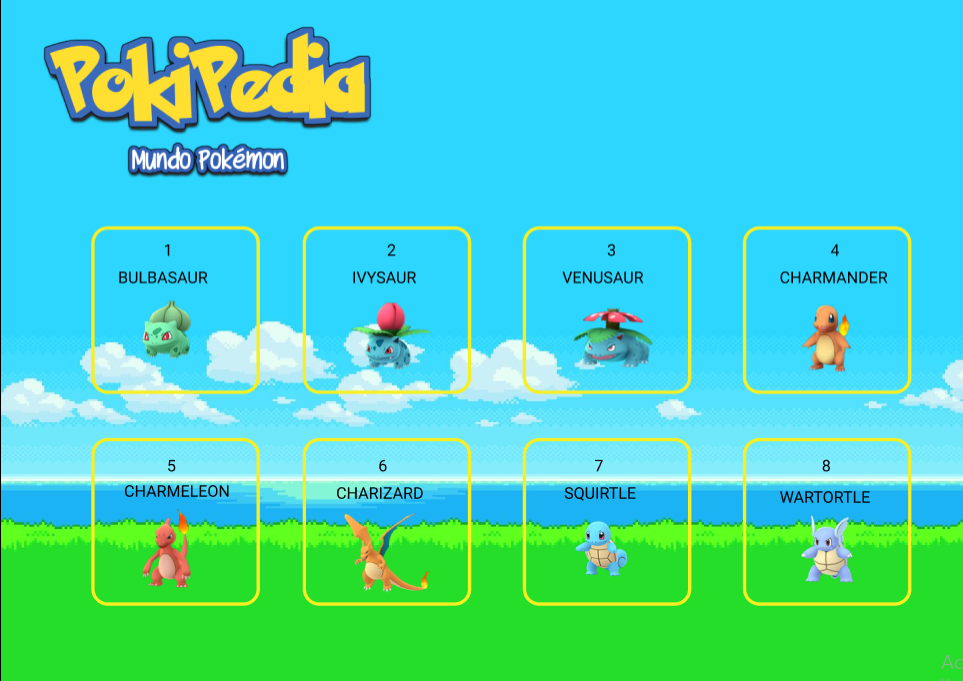 PokiPedia
Mundo Pokémon
1
BULBASAUR
2
IVYSAUR
3
VENUSAUR
4
CHARMANDER
5
CHARMELEON
6
CHARIZARD
7
SQUIRTLE
8
WARTORTLE
Ac